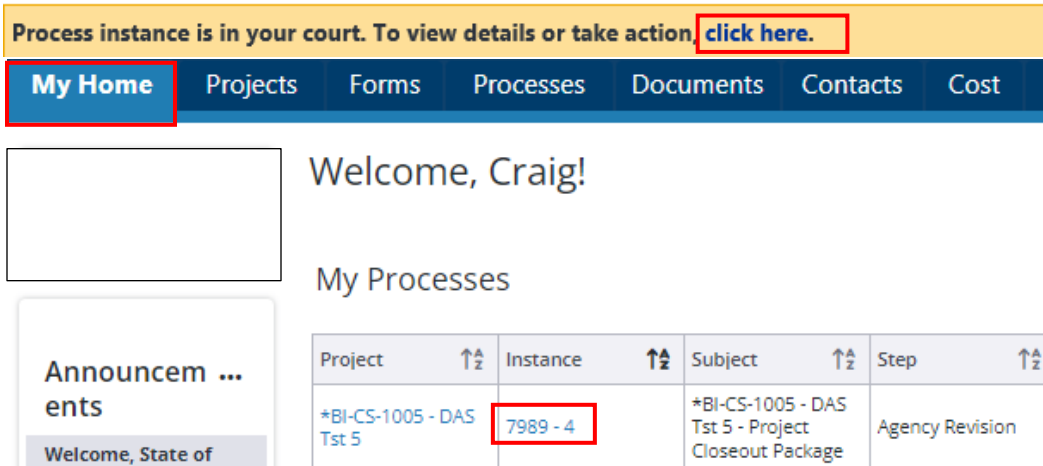 Process instance is in your court. To view details or take action, click here.
My Home Projects Forms Processes Documents Contacts Cost
Welcome, Craig!
My Processes
Announcem ...
ents
Welcome, State of
Project Instance Subject Step
*BI-CS-1005 - DAS
Tst 5
7989 - 4
*BI-CS-1005 - DAS
Tst 5 - Project
Closeout Package
Agency Revision